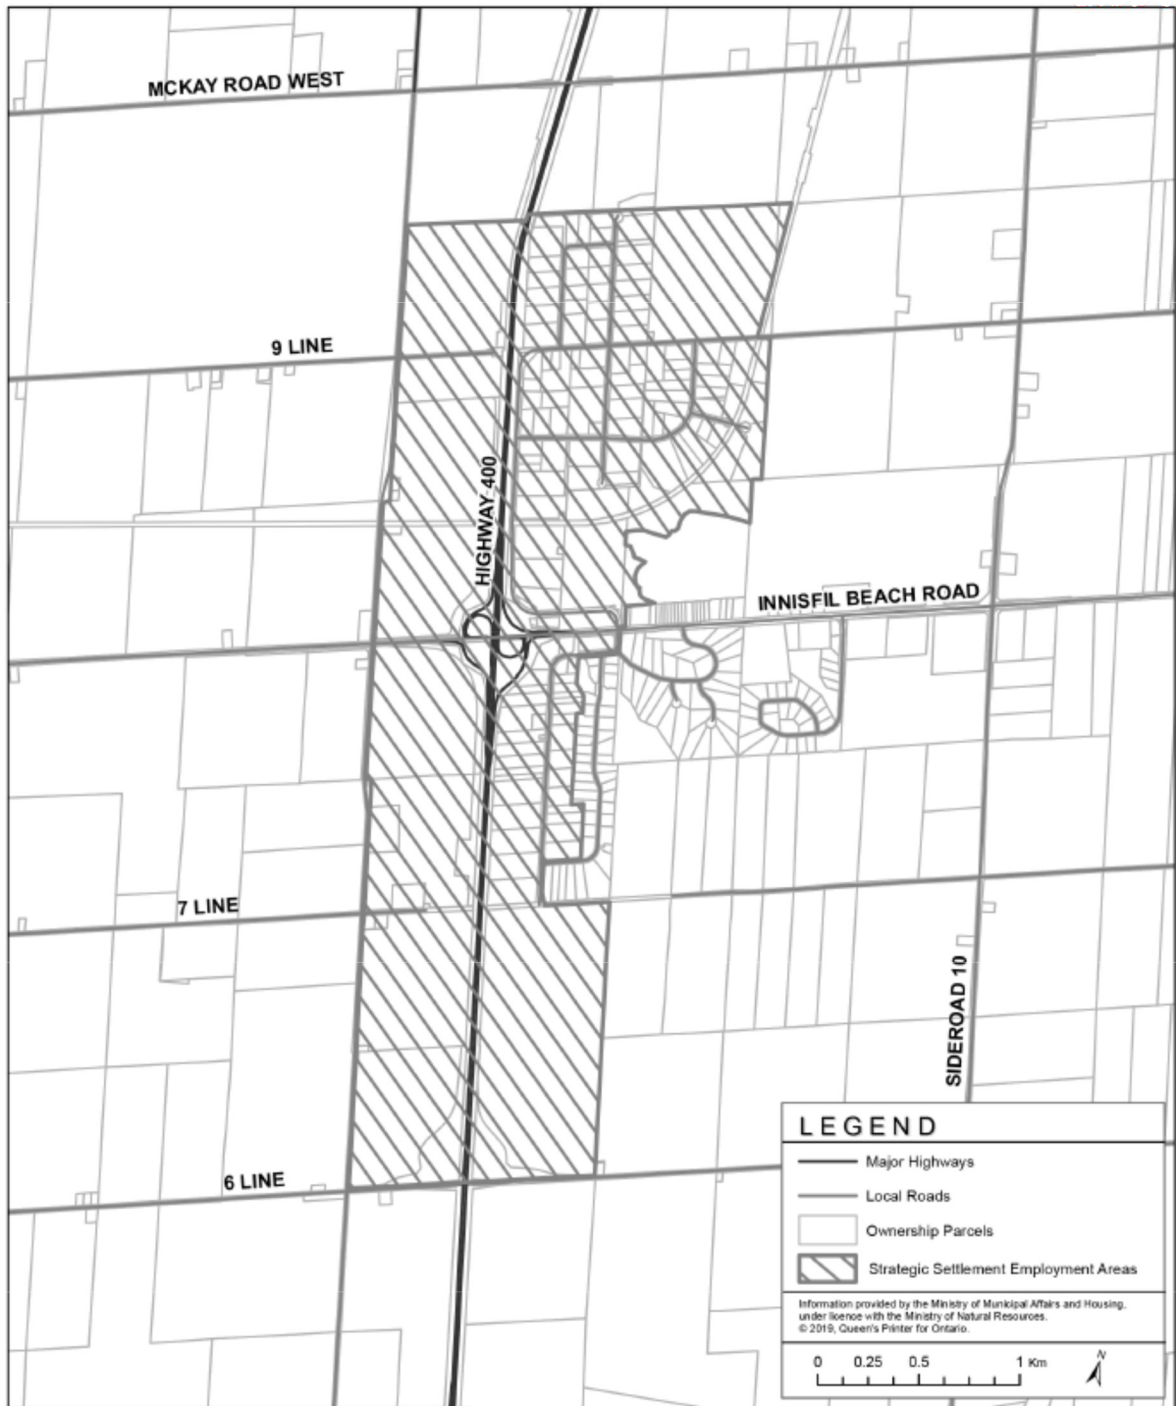 MCKAY ROAD WEST
9 LINE
HIGHWAY 400
INNISFIL BEACH ROAD
7 LINE
SIDEROAD 10
6 LINE
LEGEND
Major Highways
Local Roads
Ownership Parcels
Strategic Settlement Employment Areas
Information provided by the Ministry of Municipal Affairs and Housing,
under licence with the Ministry of Natural Resources.
© 2019, Queen's Printer for Ontario.
0 0.25 0.5 1 Km
N